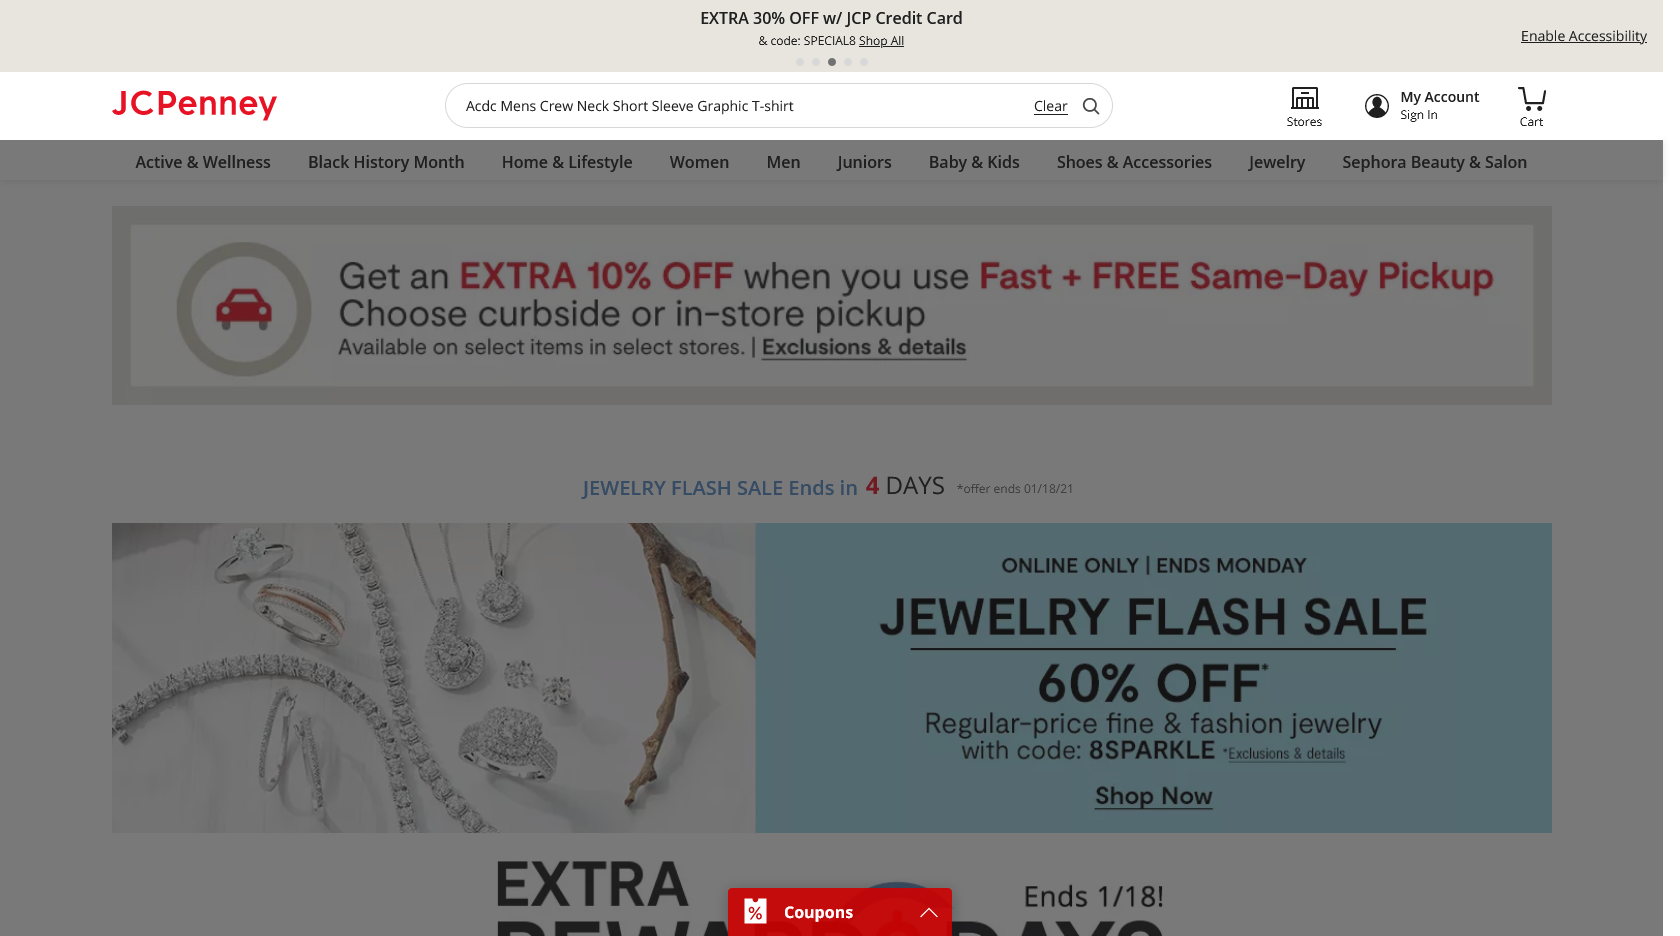 EXTRA 30% OFF w/ JCP Credit Card
& code: SPECIAL8 Shop All
Enable Accessibility
JCPenney
Acdc Mens Crew Neck Short Sleeve Graphic T-shirt
Clear
Stores
My Account
Sign In
Cart
Active & Wellness
Black History Month
Home & Lifestyle
Women
Men
Juniors
Baby & Kids
Shoes & Accessories
Jewelry
Sephora Beauty & Salon
Get an EXTRA 10% OFF when you use Fast + FREE Same-Day Pickup
Choose curbside or in-store pickup
Available on select items in select stores. | Exclusions & details
JEWELRY FLASH SALE Ends in 4 DAYS *offer ends 01/18/21
ONLINE ONLY | ENDS MONDAY
JEWELRY FLASH SALE
60% OFF*
Regular-price fine & fashion jewelry
with code: 8SPARKLE *Exclusions & details
Shop Now
EXTRA
Ends 1/18!
% Coupons